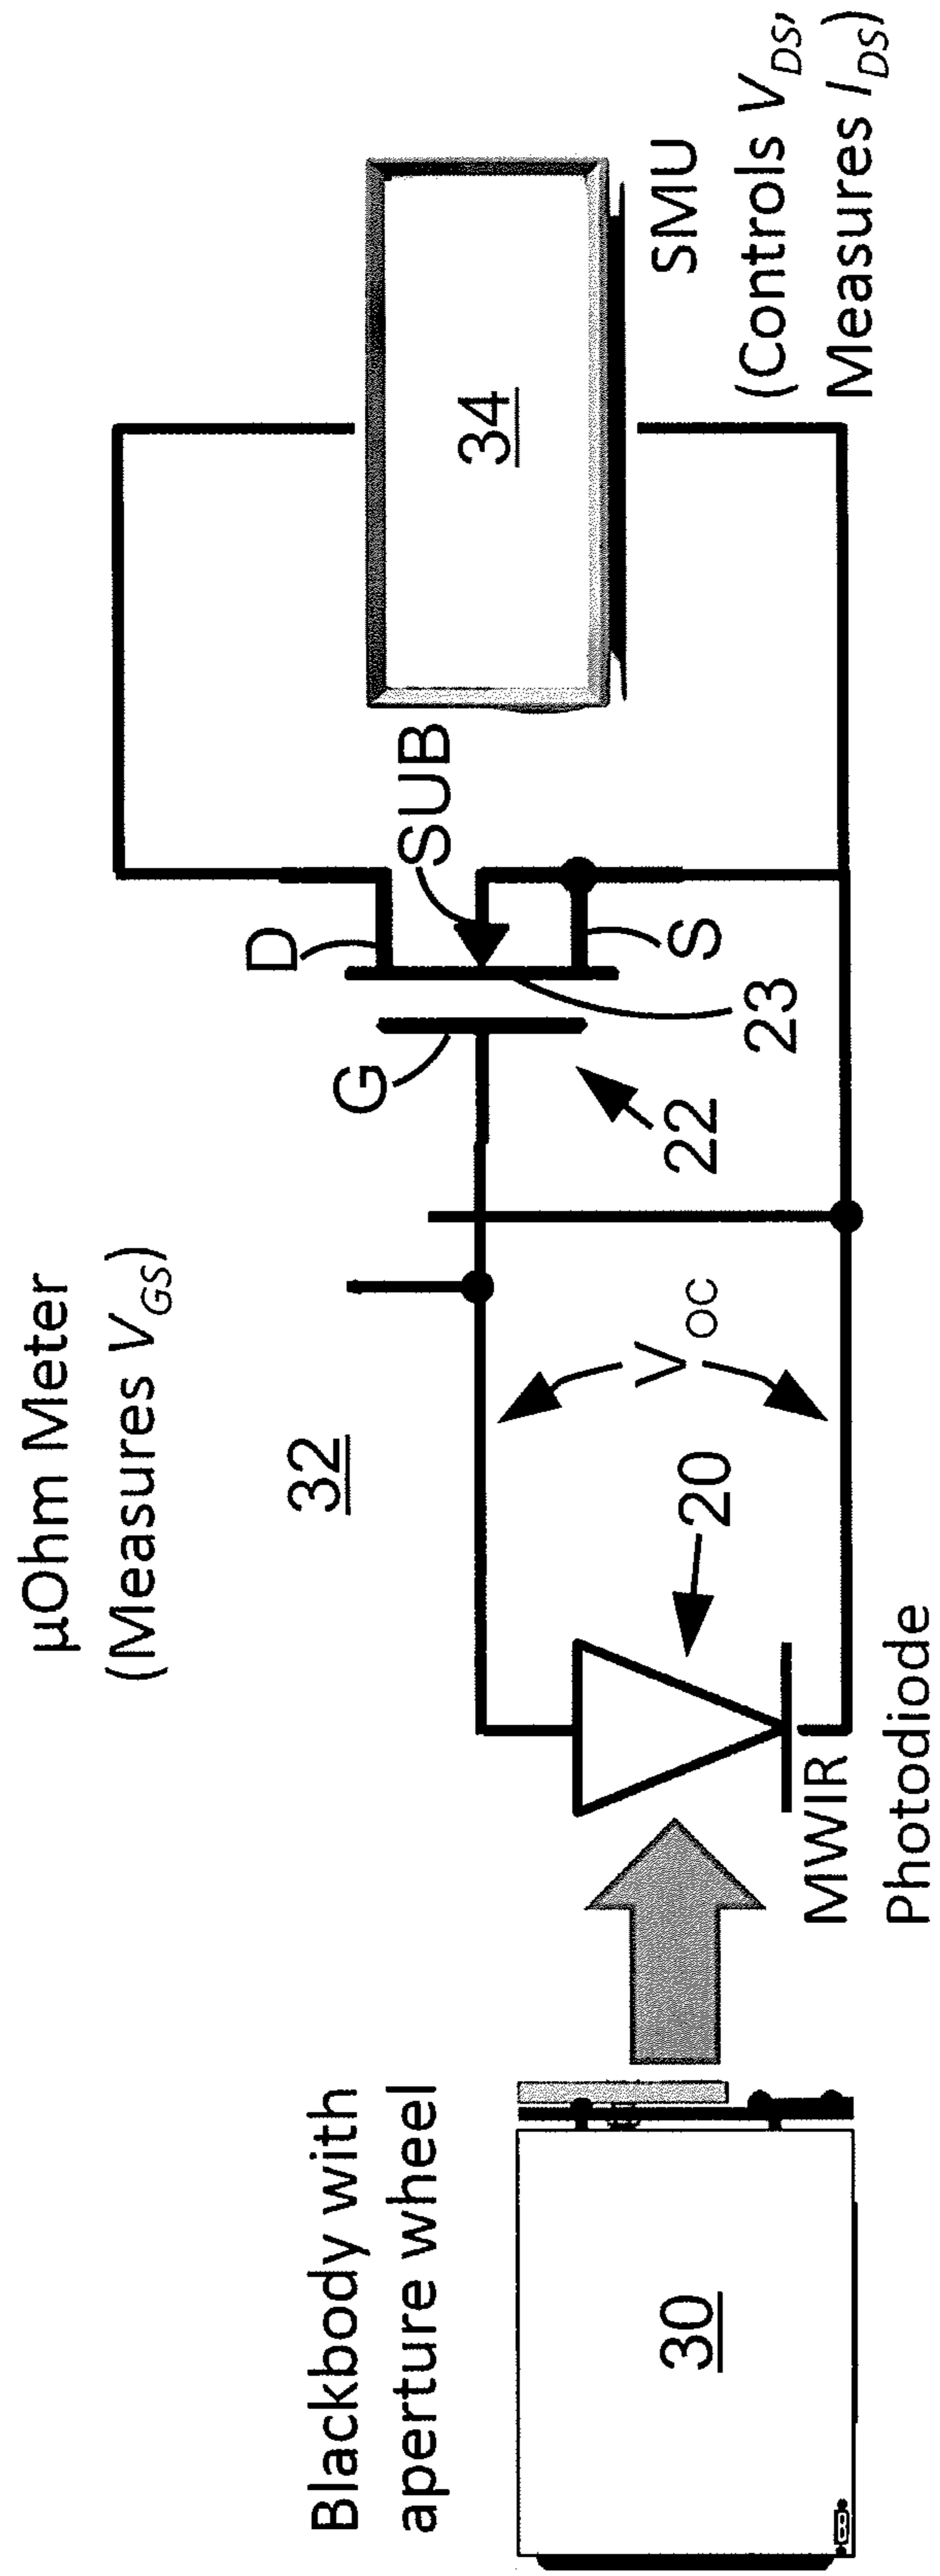 µOhm Meter
(Measures V_GS)
32
Blackbody with
aperture wheel
30
MWIR
Photodiode
20
V_OC
G
D
SUB
S
22
23
34
SMU
(Controls V_DS,
Measures I_DS)